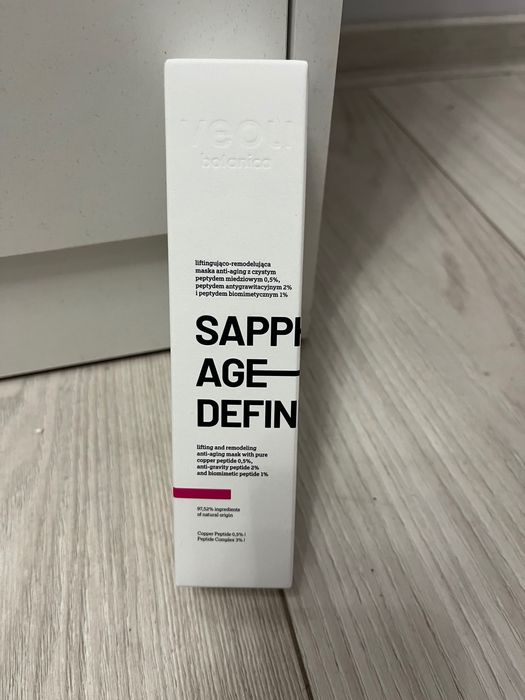 veoli
botanica
liftingująco-remodelująca
maska anti-aging z czystym
peptydem miedziowym 0,5%,
peptydem antygrawitacyjnym 2%
i peptydem biomimetycznym 1%
SAPPH
AGE
DEFIN
lifting and remodeling
anti-aging mask with pure
copper peptide 0,5%,
anti-gravity peptide 2%
and biomimetic peptide 1%
97,52% ingredients
of natural origin
Copper Peptide 0,5% |
Peptide Complex 3% |